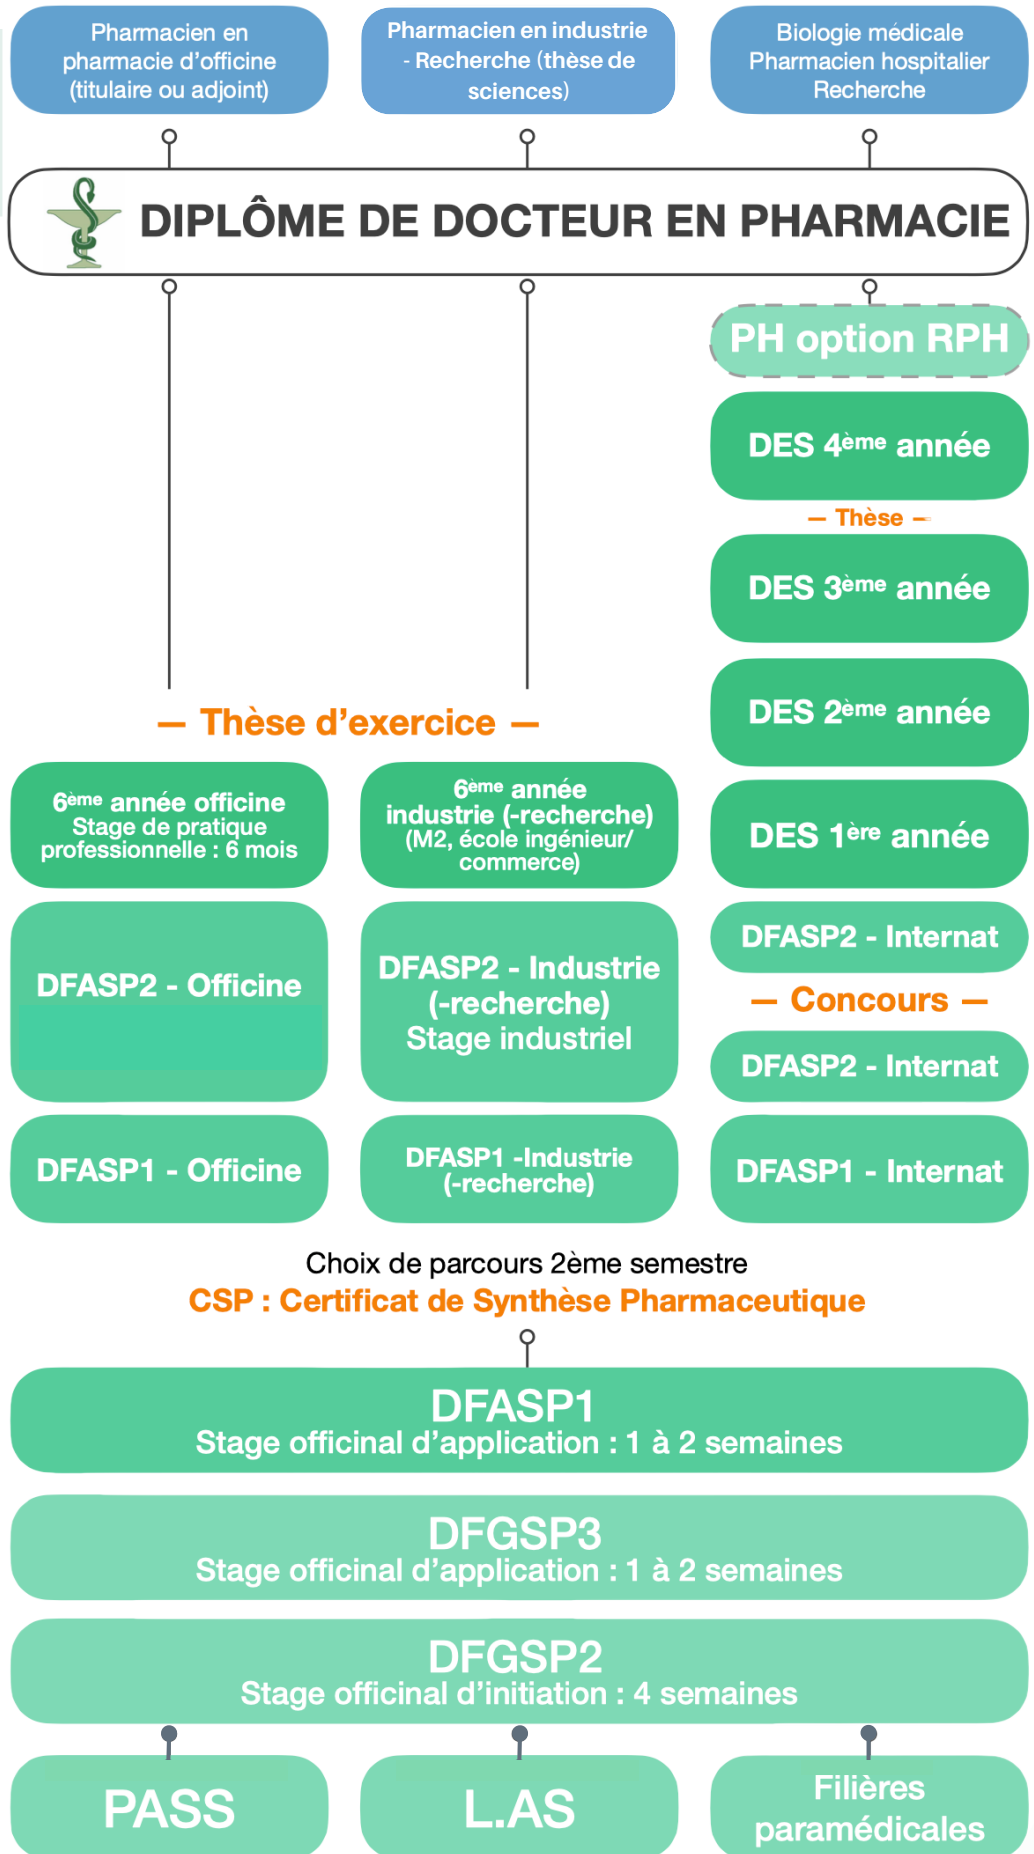 Pharmacien en
pharmacie d'officine
(titulaire ou adjoint)
Pharmacien en industrie
- Recherche (thèse de
sciences)
Biologie médicale
Pharmacien hospitalier
Recherche
DIPLÔME DE DOCTEUR EN PHARMACIE
PH option RPH
DES 4ème année
— Thèse —
DES 3ème année
DES 2ème année
— Thèse d'exercice —
6ème année officine
Stage de pratique
professionnelle : 6 mois
6ème année
industrie (-recherche)
(M2, école ingénieur/
commerce)
DES 1ère année
DFASP2 - Officine
DFASP2 - Industrie
(-recherche)
Stage industriel
DFASP2 - Internat
— Concours —
DFASP2 - Internat
DFASP1 - Officine
DFASP1 -Industrie
(-recherche)
DFASP1 - Internat
Choix de parcours 2ème semestre
CSP : Certificat de Synthèse Pharmaceutique
DFASP1
Stage officinal d'application : 1 à 2 semaines
DFGSP3
Stage officinal d'application : 1 à 2 semaines
DFGSP2
Stage officinal d'initiation : 4 semaines
PASS
L.AS
Filières
paramédicales